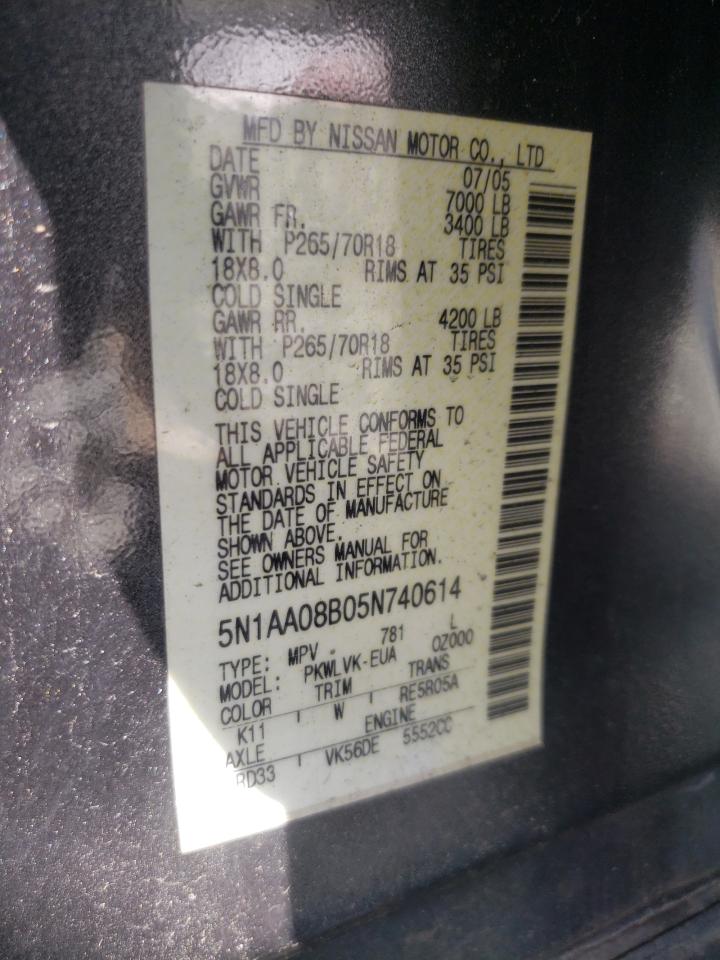 MFD BY NISSAN MOTOR CO., LTD
DATE 07/05
GVWR 7000 LB
GAWR FR. 3400 LB
WITH P265/70R18 TIRES
18X8.0 RIMS AT 35 PSI
COLD SINGLE
GAWR RR. 4200 LB
WITH P265/70R18 TIRES
18X8.0 RIMS AT 35 PSI
COLD SINGLE
THIS VEHICLE CONFORMS TO
ALL APPLICABLE FEDERAL
MOTOR VEHICLE SAFETY
STANDARDS IN EFFECT ON
THE DATE OF MANUFACTURE
SHOWN ABOVE.
SEE OWNERS MANUAL FOR
ADDITIONAL INFORMATION.
5N1AA08B05N740614
TYPE: MPV 781 L
MODEL: PKWLVK-EUA 0Z000
COLOR TRIM TRANS
K11 W RE5R05A
AXLE ENGINE
RD33 VK56DE 5552CC